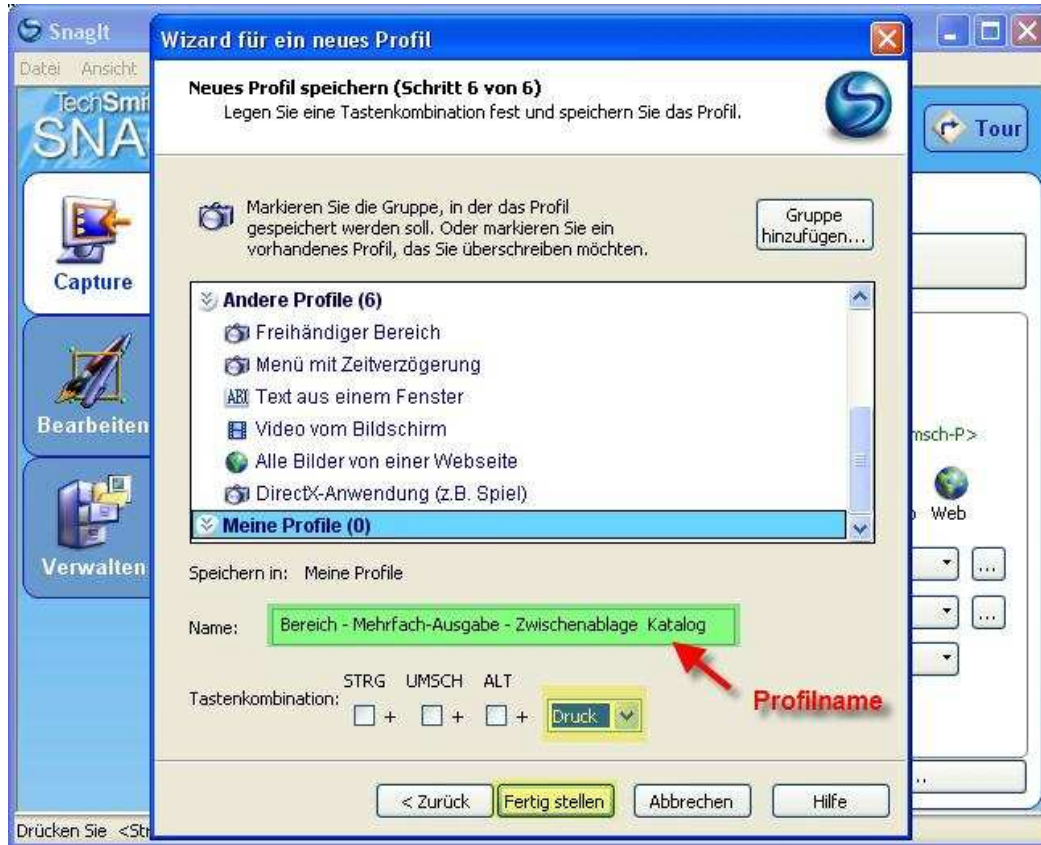 SnagIt
Wizard für ein neues Profil
Datei Ansicht
Neues Profil speichern (Schritt 6 von 6)
Legen Sie eine Tastenkombination fest und speichern Sie das Profil.
SNA
Tour
Markieren Sie die Gruppe, in der das Profil
gespeichert werden soll. Oder markieren Sie ein
vorhandenes Profil, das Sie überschreiben möchten.
Gruppe
hinzufügen...
Capture
Andere Profile (6)
Freihändiger Bereich
Menü mit Zeitverzögerung
ABI Text aus einem Fenster
Video vom Bildschirm
Alle Bilder von einer Webseite
DirectX-Anwendung (z.B. Spiel)
Meine Profile (0)
Bearbeiten
msch-P>
Web
Verwalten
...
...
Speichern in: Meine Profile
Name: Bereich - Mehrfach-Ausgabe - Zwischenablage Katalog
Profilname
STRG UMSCH ALT
Tastenkombination: + + + Druck
< Zurück Fertig stellen Abbrechen Hilfe
Drücken Sie <Str